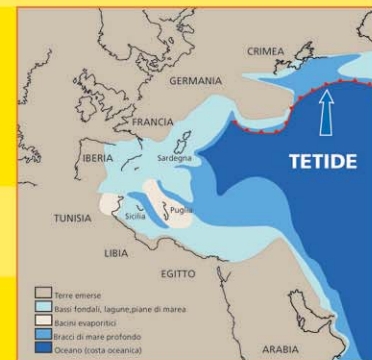 CRIMEA
GERMANIA
FRANCIA
IBERIA
Sardegna
TETIDE
TUNISIA
Sicilia
Puglia
LIBIA
EGITTO
ARABIA
Terre emerse
Bassi fondali, lagune,piane di marea
Bacini evaporitici
Bracci di mare profondo
Oceano (costa oceanica)